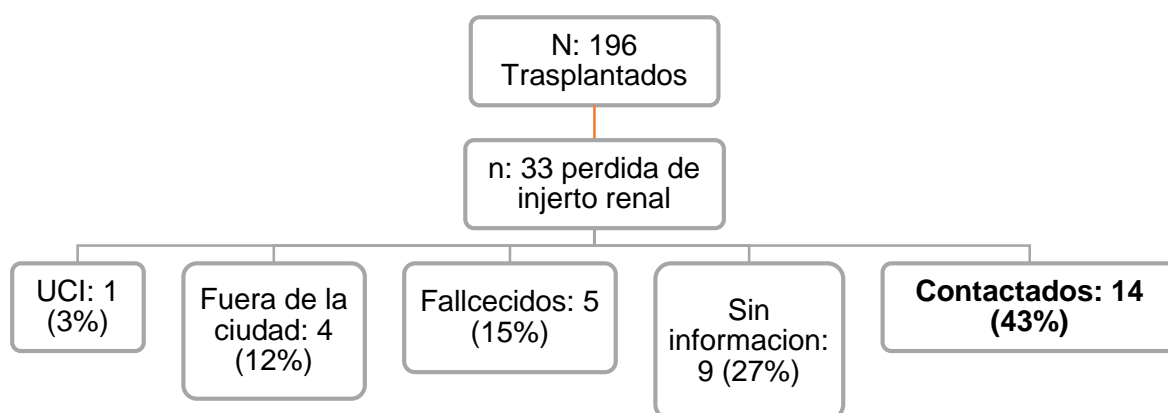 N: 196
Trasplantados
n: 33 perdida de
injerto renal
UCI: 1
(3%)
Fuera de la
ciudad: 4
(12%)
Fallcecidos: 5
(15%)
Sin
informacion:
9 (27%)
Contactados: 14
(43%)